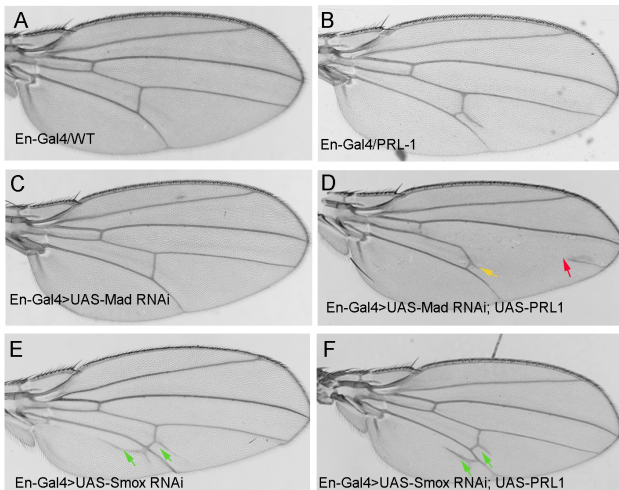 A
En-Gal4/WT
B
En-Gal4/PRL-1
C
En-Gal4>UAS-Mad RNAi
D
En-Gal4>UAS-Mad RNAi; UAS-PRL1
E
En-Gal4>UAS-Smox RNAi
F
En-Gal4>UAS-Smox RNAi; UAS-PRL1